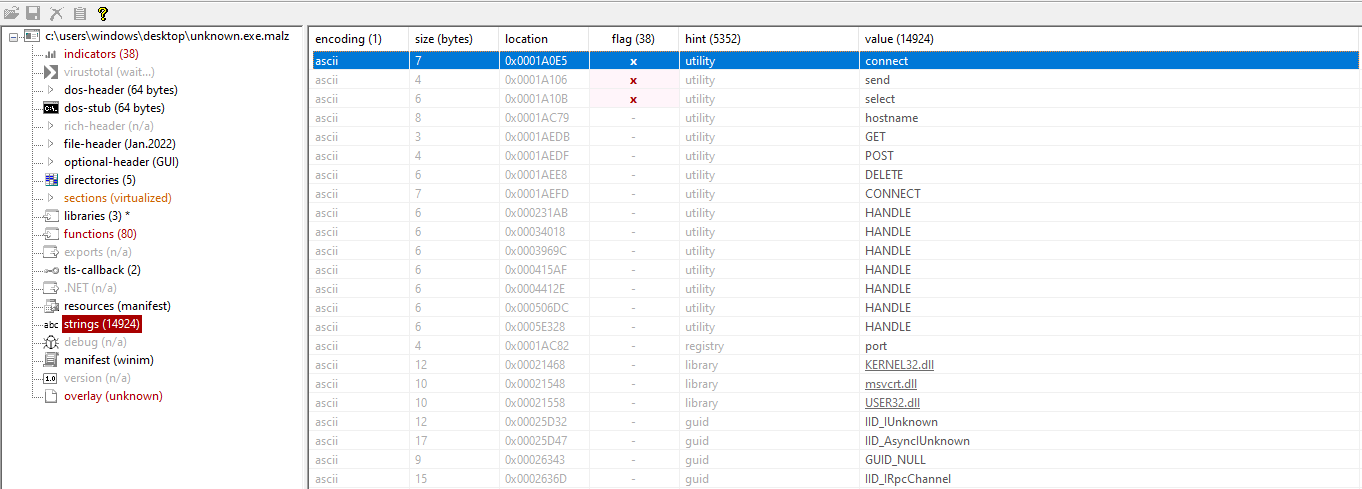 c:\users\windows\desktop\unknown.exe.malz
indicators (38)
virustotal (wait...)
dos-header (64 bytes)
dos-stub (64 bytes)
rich-header (n/a)
file-header (Jan.2022)
optional-header (GUI)
directories (5)
sections (virtualized)
libraries (3) *
functions (80)
exports (n/a)
tls-callback (2)
.NET (n/a)
resources (manifest)
abc strings (14924)
debug (n/a)
manifest (winim)
1.0 version (n/a)
overlay (unknown)
encoding (1) size (bytes) location flag (38) hint (5352) value (14924)
ascii 7 0x0001A0E5 x utility connect
ascii 4 0x0001A106 x utility send
ascii 6 0x0001A10B x utility select
ascii 8 0x0001AC79 - utility hostname
ascii 3 0x0001AEDB - utility GET
ascii 4 0x0001AEDF - utility POST
ascii 6 0x0001AEE8 - utility DELETE
ascii 7 0x0001AEFD - utility CONNECT
ascii 6 0x000231AB - utility HANDLE
ascii 6 0x00034018 - utility HANDLE
ascii 6 0x0003969C - utility HANDLE
ascii 6 0x000415AF - utility HANDLE
ascii 6 0x0004412E - utility HANDLE
ascii 6 0x000506DC - utility HANDLE
ascii 6 0x0005E328 - utility HANDLE
ascii 4 0x0001AC82 - registry port
ascii 12 0x00021468 - library KERNEL32.dll
ascii 10 0x00021548 - library msvcrt.dll
ascii 10 0x00021558 - library USER32.dll
ascii 12 0x00025D32 - guid IID_IUnknown
ascii 17 0x00025D47 - guid IID_AsyncIUnknown
ascii 9 0x00026343 - guid GUID_NULL
ascii 15 0x0002636D - guid IID_IRpcChannel